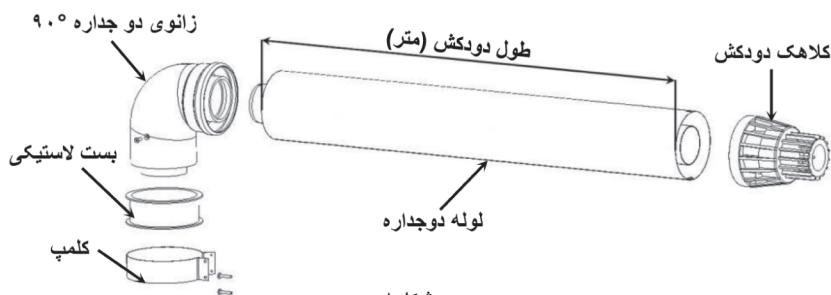 زانوی دو جداره ۹۰°
طول دودکش (متر)
کلاهک دودکش
بست لاستیکی
لوله دوجداره
کلمپ